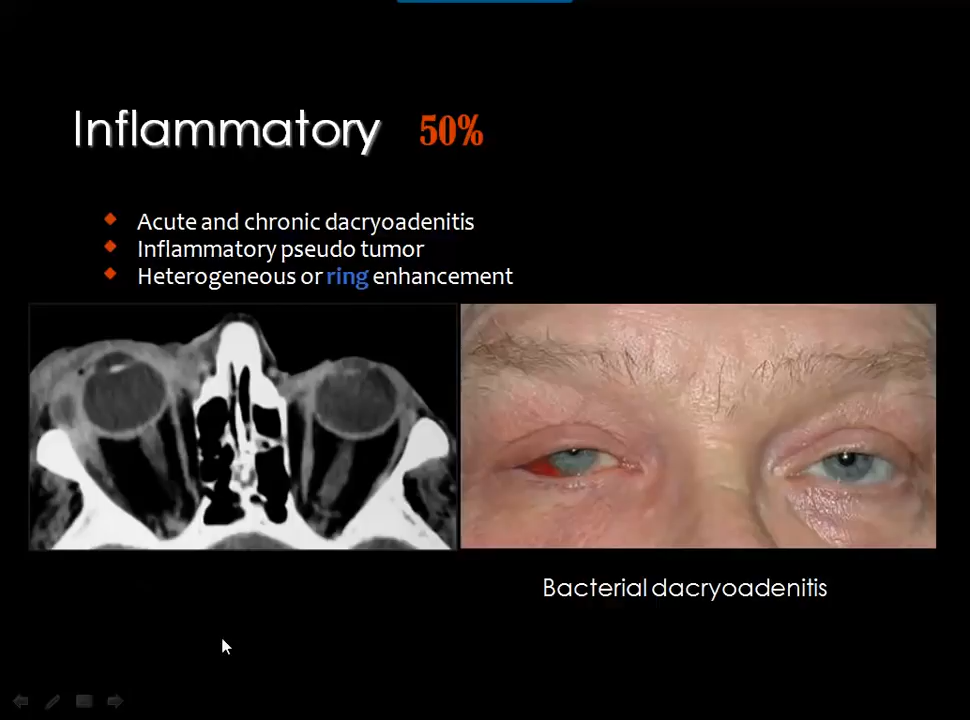 Inflammatory 50%
Acute and chronic dacryoadenitis
Inflammatory pseudo tumor
Heterogeneous or ring enhancement
Bacterial dacryoadenitis